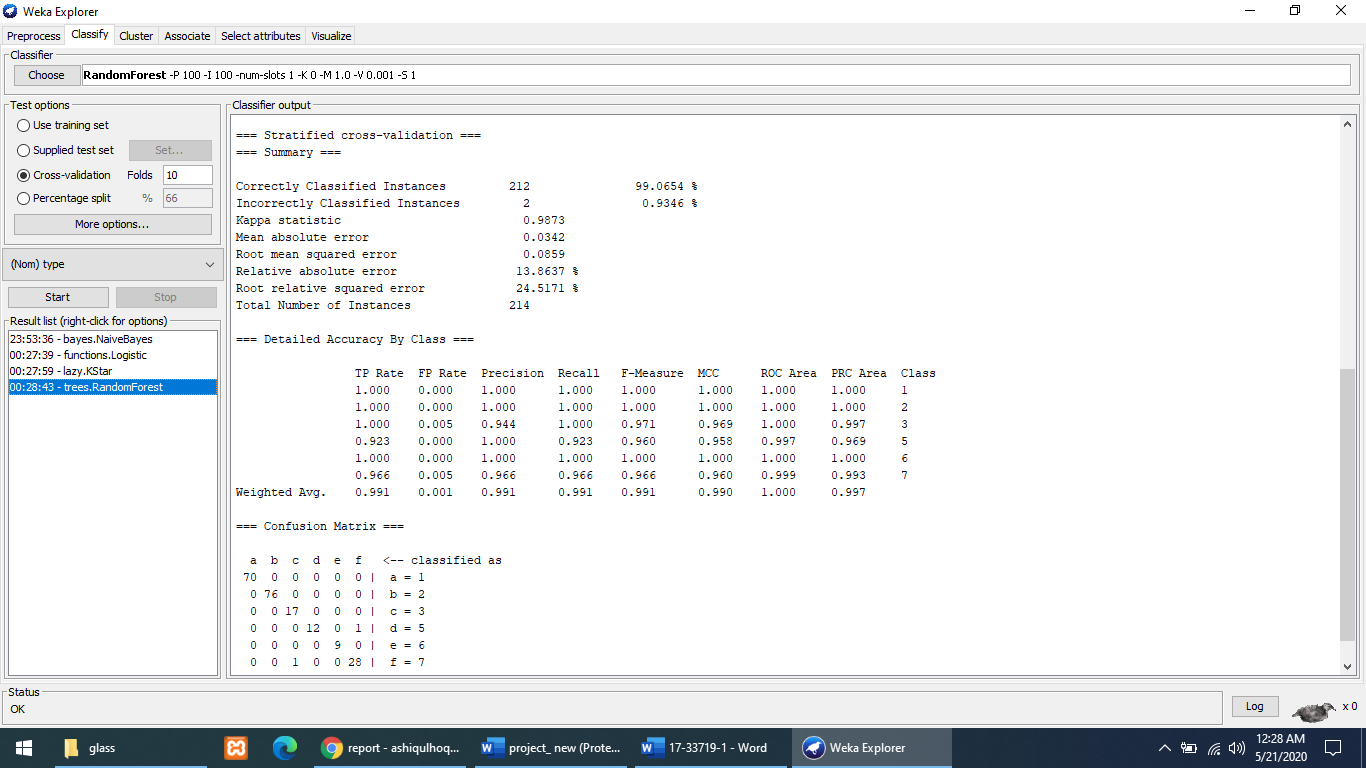 Weka Explorer
Preprocess Classify Cluster Associate Select attributes Visualize
Classifier
Choose RandomForest -P 100 -I 100 -num-slots 1 -K 0 -M 1.0 -V 0.001 -S 1
Test options
Use training set
Supplied test set Set...
Cross-validation Folds 10
Percentage split % 66
More options...
(Nom) type
Start Stop
Result list (right-click for options)
23:53:36 - bayes.NaiveBayes
00:27:39 - functions.Logistic
00:27:59 - lazy.KStar
00:28:43 - trees.RandomForest
Classifier output
=== Stratified cross-validation ===
=== Summary ===
Correctly Classified Instances 212 99.0654 %
Incorrectly Classified Instances 2 0.9346 %
Kappa statistic 0.9873
Mean absolute error 0.0342
Root mean squared error 0.0859
Relative absolute error 13.8637 %
Root relative squared error 24.5171 %
Total Number of Instances 214
=== Detailed Accuracy By Class ===
TP Rate FP Rate Precision Recall F-Measure MCC ROC Area PRC Area Class
1.000 0.000 1.000 1.000 1.000 1.000 1.000 1.000 1
1.000 0.000 1.000 1.000 1.000 1.000 1.000 1.000 2
1.000 0.005 0.944 1.000 0.971 0.969 1.000 0.997 3
0.923 0.000 1.000 0.923 0.960 0.958 0.997 0.969 5
1.000 0.000 1.000 1.000 1.000 1.000 1.000 1.000 6
0.966 0.005 0.966 0.966 0.966 0.960 0.999 0.993 7
Weighted Avg. 0.991 0.001 0.991 0.991 0.991 0.990 1.000 0.997
=== Confusion Matrix ===
a b c d e f <-- classified as
70 0 0 0 0 0 | a = 1
0 76 0 0 0 0 | b = 2
0 0 17 0 0 0 | c = 3
0 0 0 12 0 1 | d = 5
0 0 0 0 9 0 | e = 6
0 0 1 0 0 28 | f = 7
Status
OK
Log x 0
glass
report - ashiqulhoq...
project_ new (Prote...
17-33719-1 - Word
Weka Explorer
12:28 AM
5/21/2020